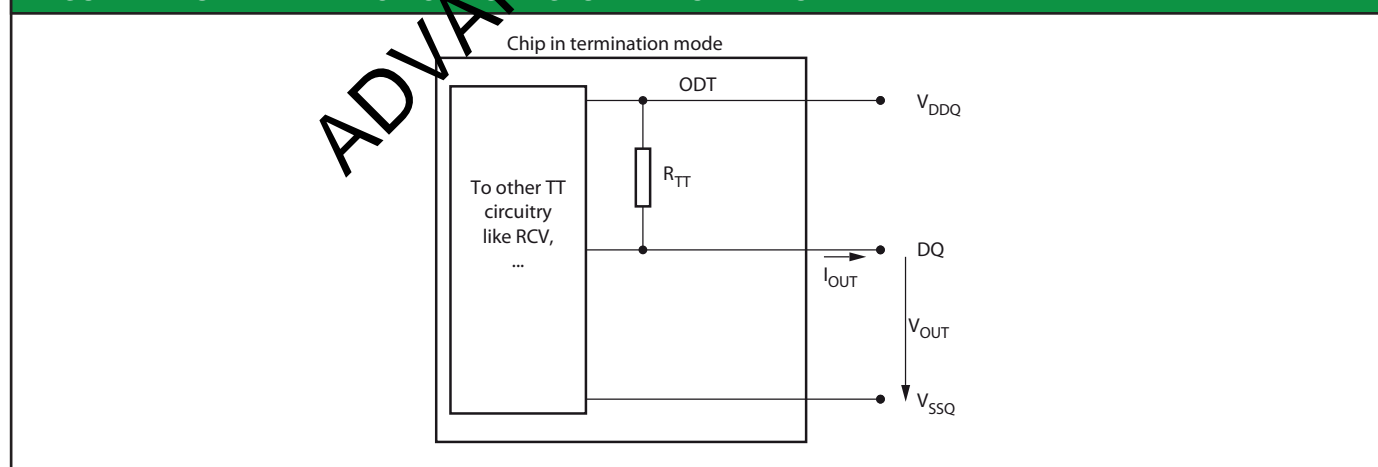 Chip in termination mode
ODT
V_DDQ
R_TT
To other TT
circuitry
like RCV,
...
DQ
I_OUT
V_OUT
V_SSQ